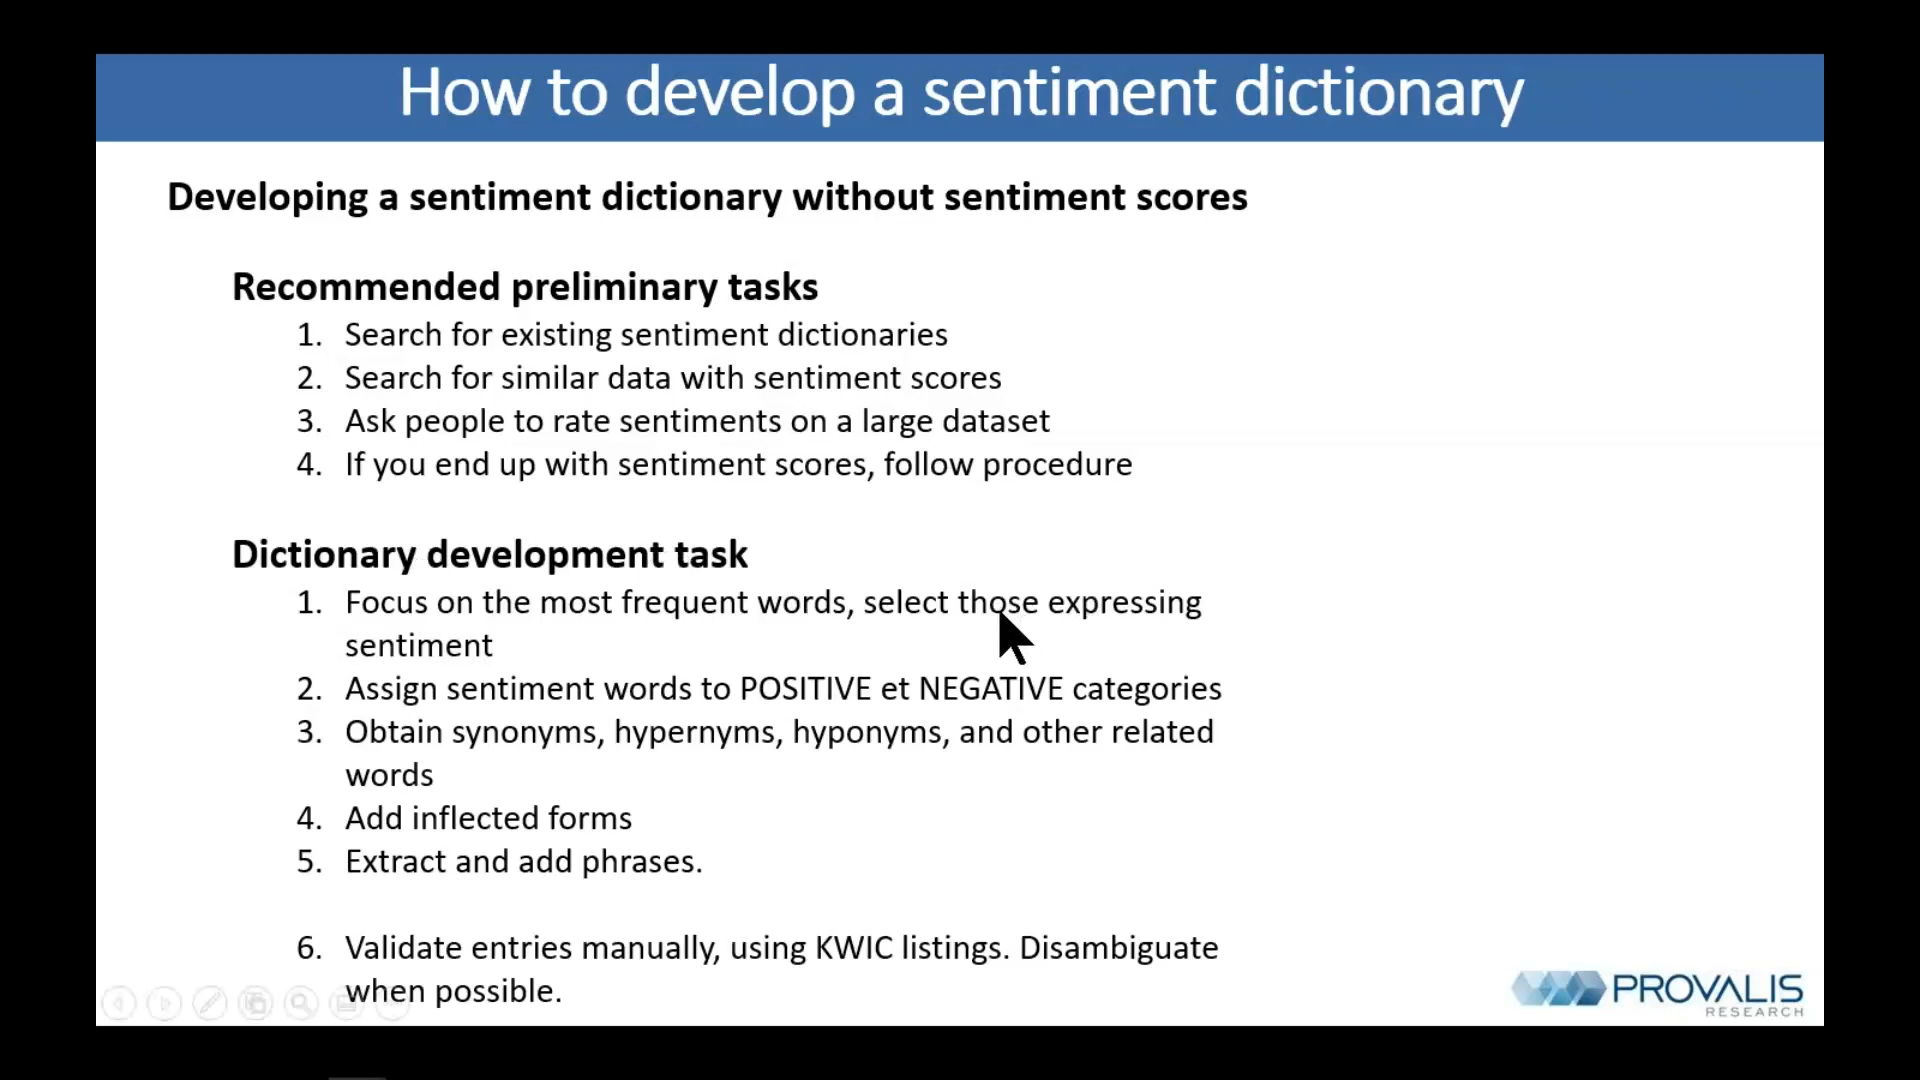 How to develop a sentiment dictionary
Developing a sentiment dictionary without sentiment scores
Recommended preliminary tasks
1. Search for existing sentiment dictionaries
2. Search for similar data with sentiment scores
3. Ask people to rate sentiments on a large dataset
4. If you end up with sentiment scores, follow procedure
Dictionary development task
1. Focus on the most frequent words, select those expressing
sentiment
2. Assign sentiment words to POSITIVE et NEGATIVE categories
3. Obtain synonyms, hypernyms, hyponyms, and other related
words
4. Add inflected forms
5. Extract and add phrases.
6. Validate entries manually, using KWIC listings. Disambiguate
when possible.
PROVALIS
RESEARCH